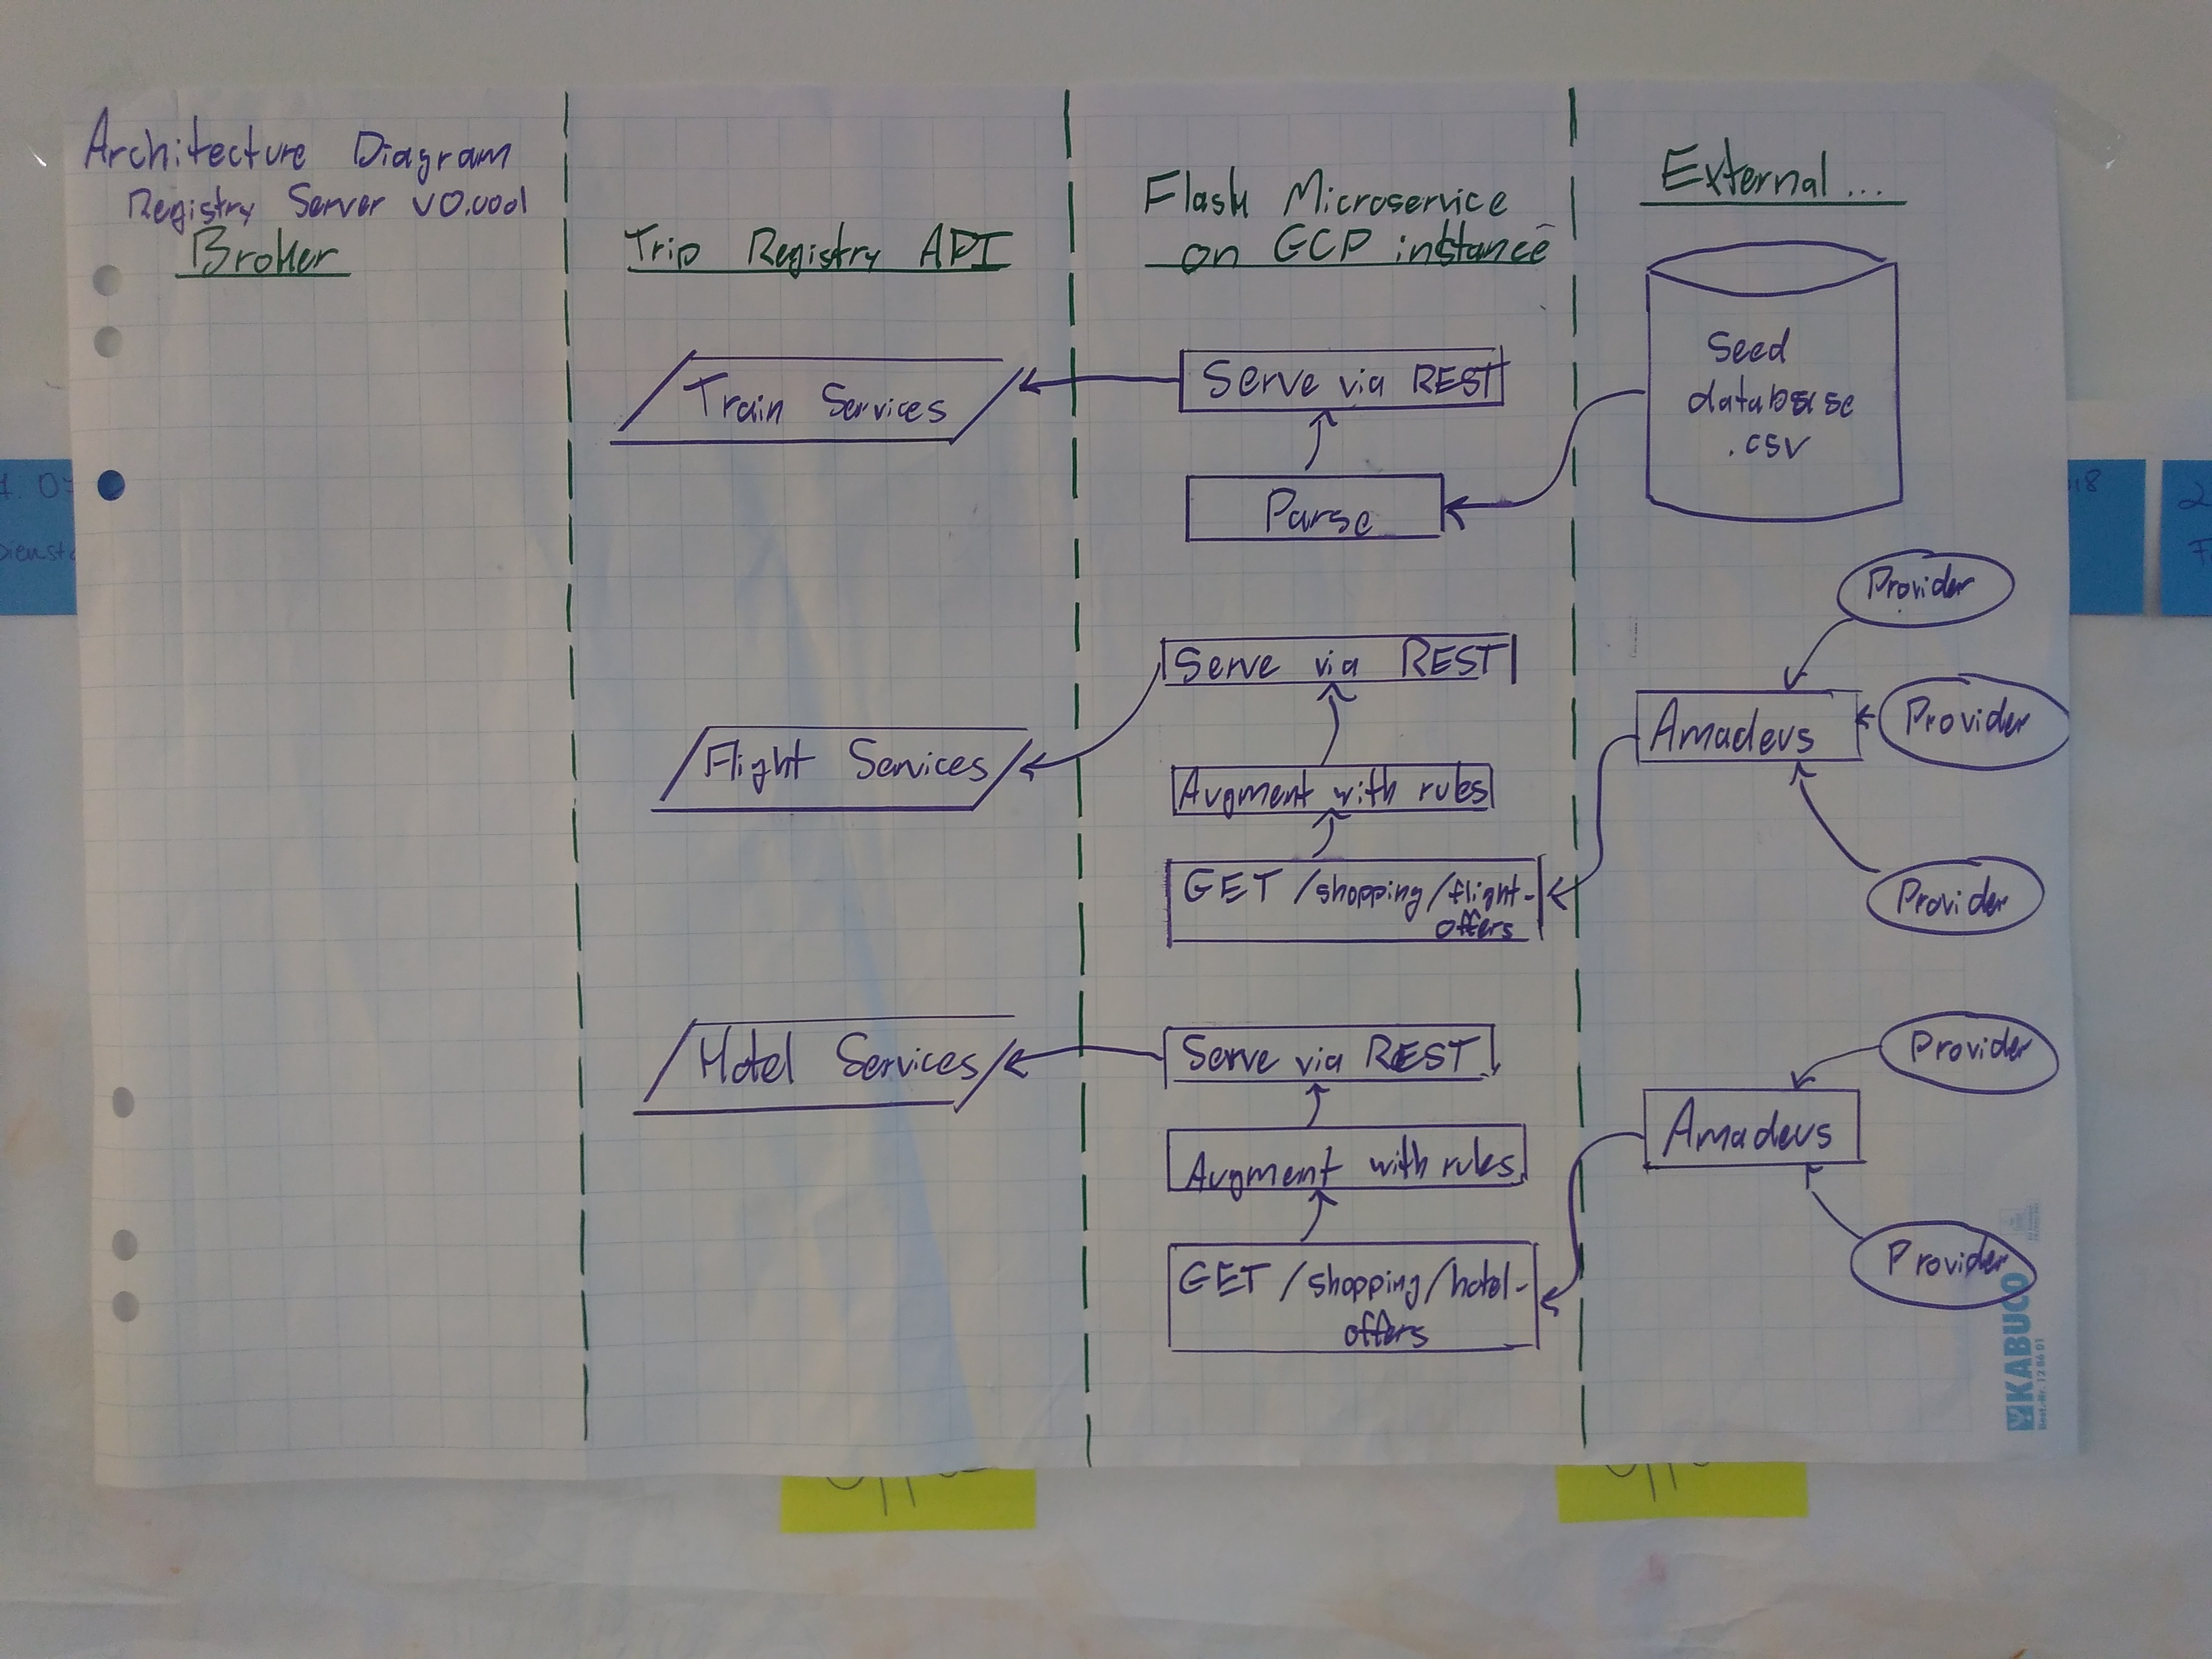 Architecture Diagram
Registry Server v0.0001
Broker
Trip Registry API
Flask Microservice
on GCP instance
External...
Train Services
Serve via REST
Parse
Seed
database
.csv
Flight Services
Serve via REST
Augment with rules
GET /shopping/flight-
offers
Amadeus
Provider
Provider
Provider
Hotel Services
Serve via REST
Augment with rules
GET /shopping/hotel-
offers
Amadeus
Provider
Provider
KABUCO